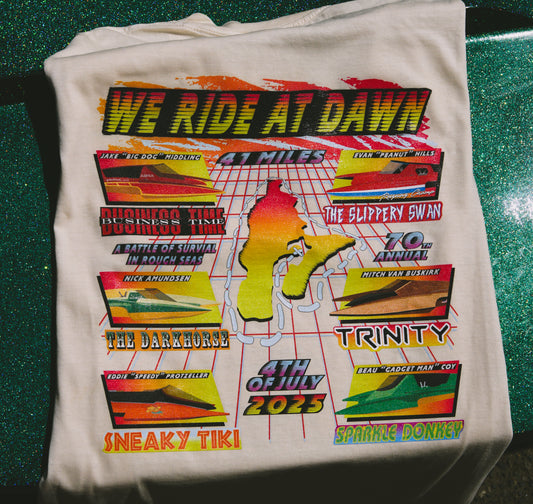 WE RIDE AT DAWN
JAKE "BIG DOG" MIDDLING
41 MILES
EVAN "PEANUT" HILLS
BUSINESS TIME
THE SLIPPERY SWAN
A BATTLE OF SURVIAL
IN ROUGH SEAS
70TH
ANNUAL
NICK AMUNDSEN
MITCH VAN BUSKIRK
THE DARKHORSE
TRINITY
4TH
OF JULY
2025
EDDIE "SPEEDY" PROTZELLER
BEAU "GADGET MAN" COY
SNEAKY TIKI
SPARKLE DONKEY